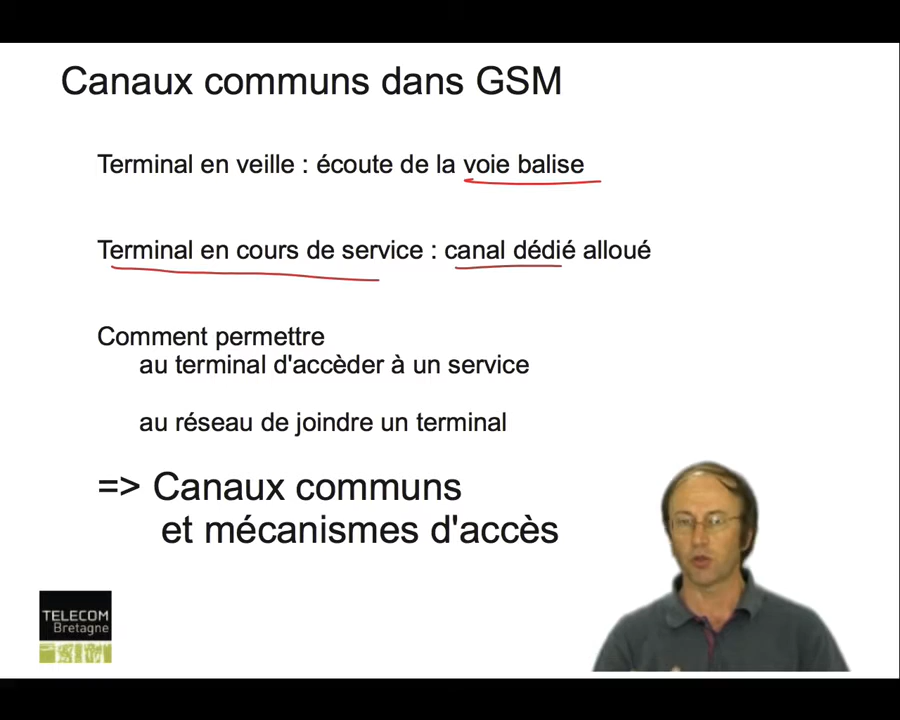 Canaux communs dans GSM
Terminal en veille : écoute de la voie balise
Terminal en cours de service : canal dédié alloué
Comment permettre
au terminal d'accèder à un service
au réseau de joindre un terminal
=> Canaux communs
et mécanismes d'accès
TELECOM
Bretagne